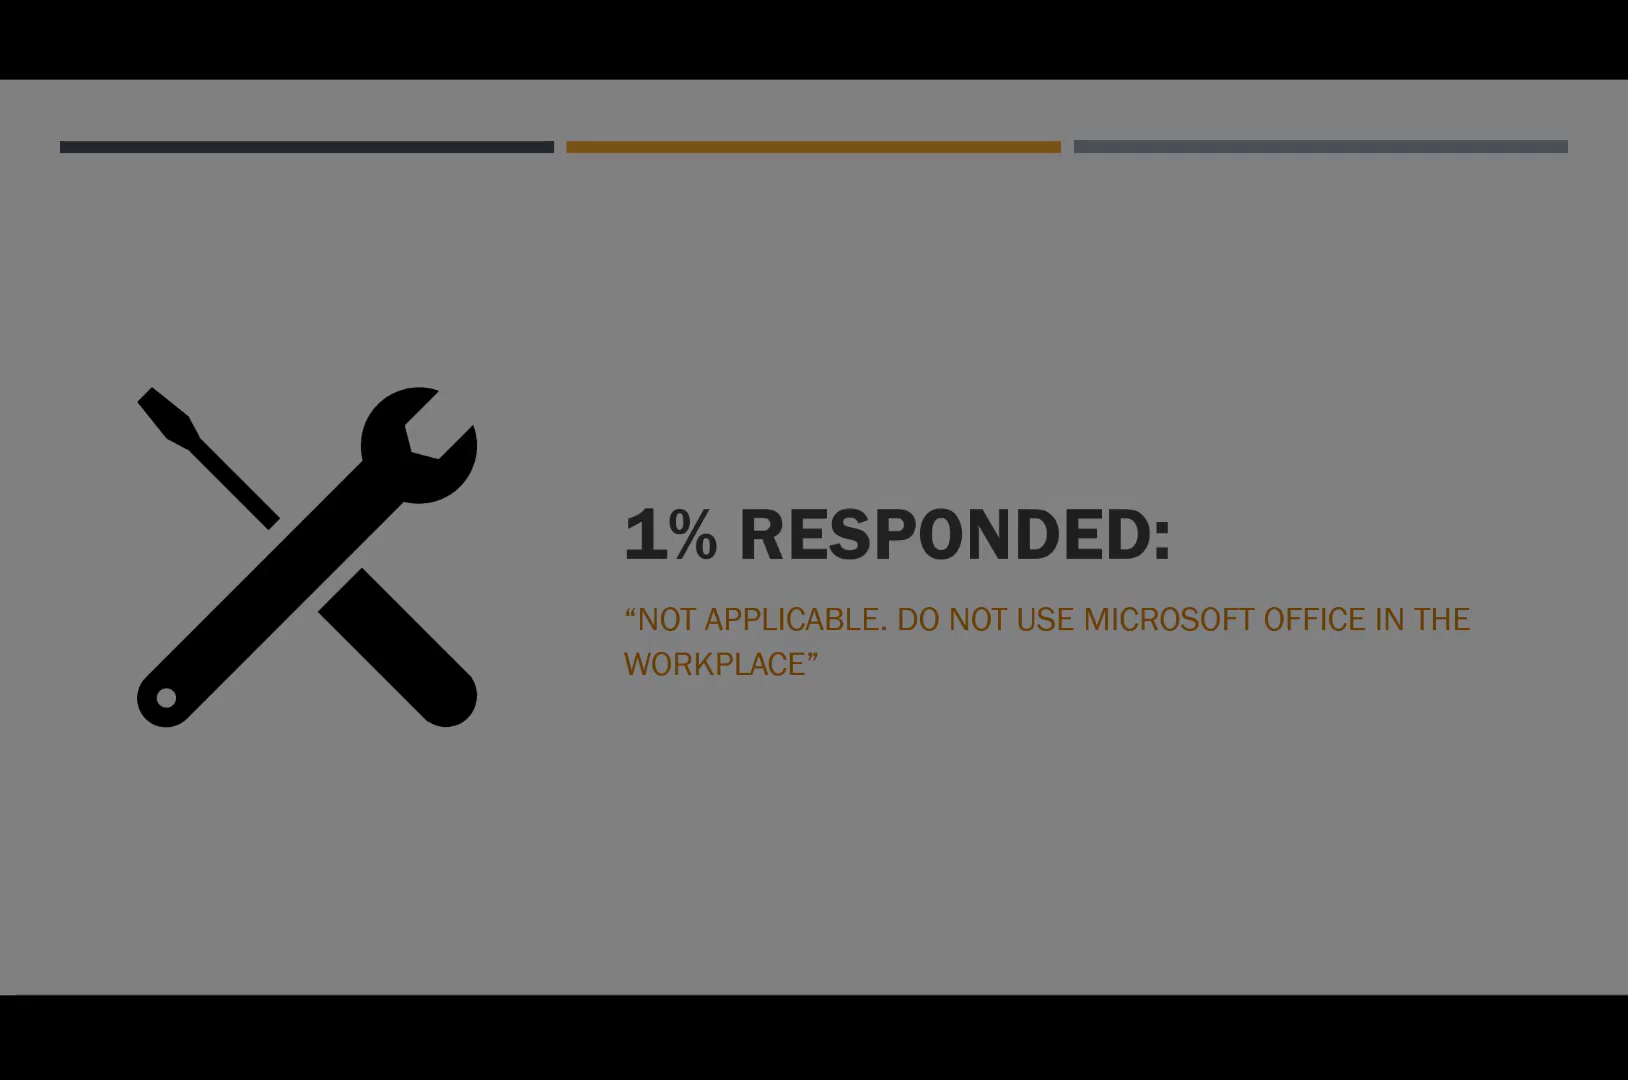 1% RESPONDED:
“NOT APPLICABLE. DO NOT USE MICROSOFT OFFICE IN THE
WORKPLACE”